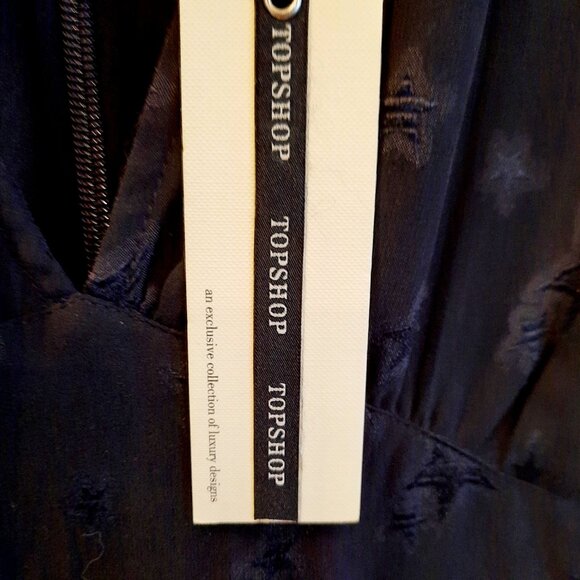 TOPSHOP
TOPSHOP
TOPSHOP
an exclusive collection of luxury designs